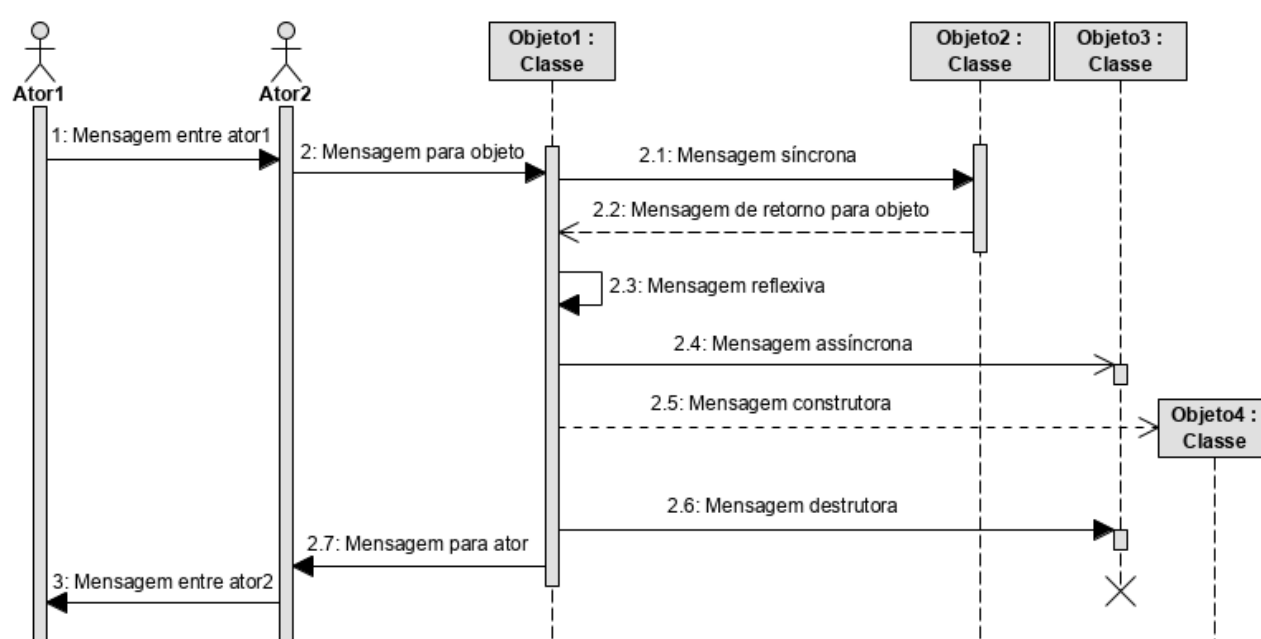 Ator1
Ator2
Objeto1 :
Classe
Objeto2 :
Classe
Objeto3 :
Classe
1: Mensagem entre ator1
2: Mensagem para objeto
2.1: Mensagem síncrona
2.2: Mensagem de retorno para objeto
2.3: Mensagem reflexiva
2.4: Mensagem assíncrona
2.5: Mensagem construtora
Objeto4 :
Classe
2.6: Mensagem destrutora
2.7: Mensagem para ator
3: Mensagem entre ator2